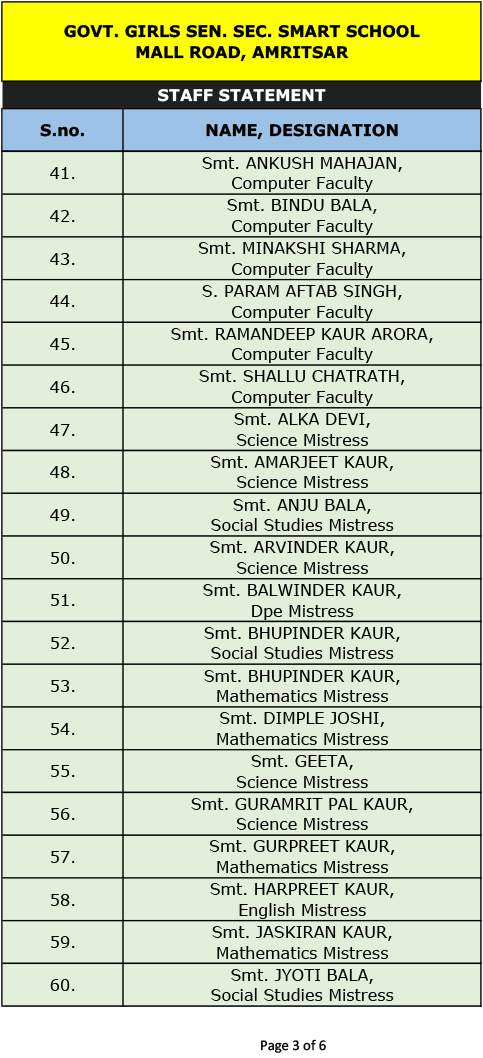 GOVT. GIRLS SEN. SEC. SMART SCHOOL
MALL ROAD, AMRITSAR
STAFF STATEMENT
S.no. NAME, DESIGNATION
41. Smt. ANKUSH MAHAJAN,
Computer Faculty
42. Smt. BINDU BALA,
Computer Faculty
43. Smt. MINAKSHI SHARMA,
Computer Faculty
44. S. PARAM AFTAB SINGH,
Computer Faculty
45. Smt. RAMANDEEP KAUR ARORA,
Computer Faculty
46. Smt. SHALLU CHATRATH,
Computer Faculty
47. Smt. ALKA DEVI,
Science Mistress
48. Smt. AMARJEET KAUR,
Science Mistress
49. Smt. ANJU BALA,
Social Studies Mistress
50. Smt. ARVINDER KAUR,
Science Mistress
51. Smt. BALWINDER KAUR,
Dpe Mistress
52. Smt. BHUPINDER KAUR,
Social Studies Mistress
53. Smt. BHUPINDER KAUR,
Mathematics Mistress
54. Smt. DIMPLE JOSHI,
Mathematics Mistress
55. Smt. GEETA,
Science Mistress
56. Smt. GURAMRIT PAL KAUR,
Science Mistress
57. Smt. GURPREET KAUR,
Mathematics Mistress
58. Smt. HARPREET KAUR,
English Mistress
59. Smt. JASKIRAN KAUR,
Mathematics Mistress
60. Smt. JYOTI BALA,
Social Studies Mistress
Page 3 of 6